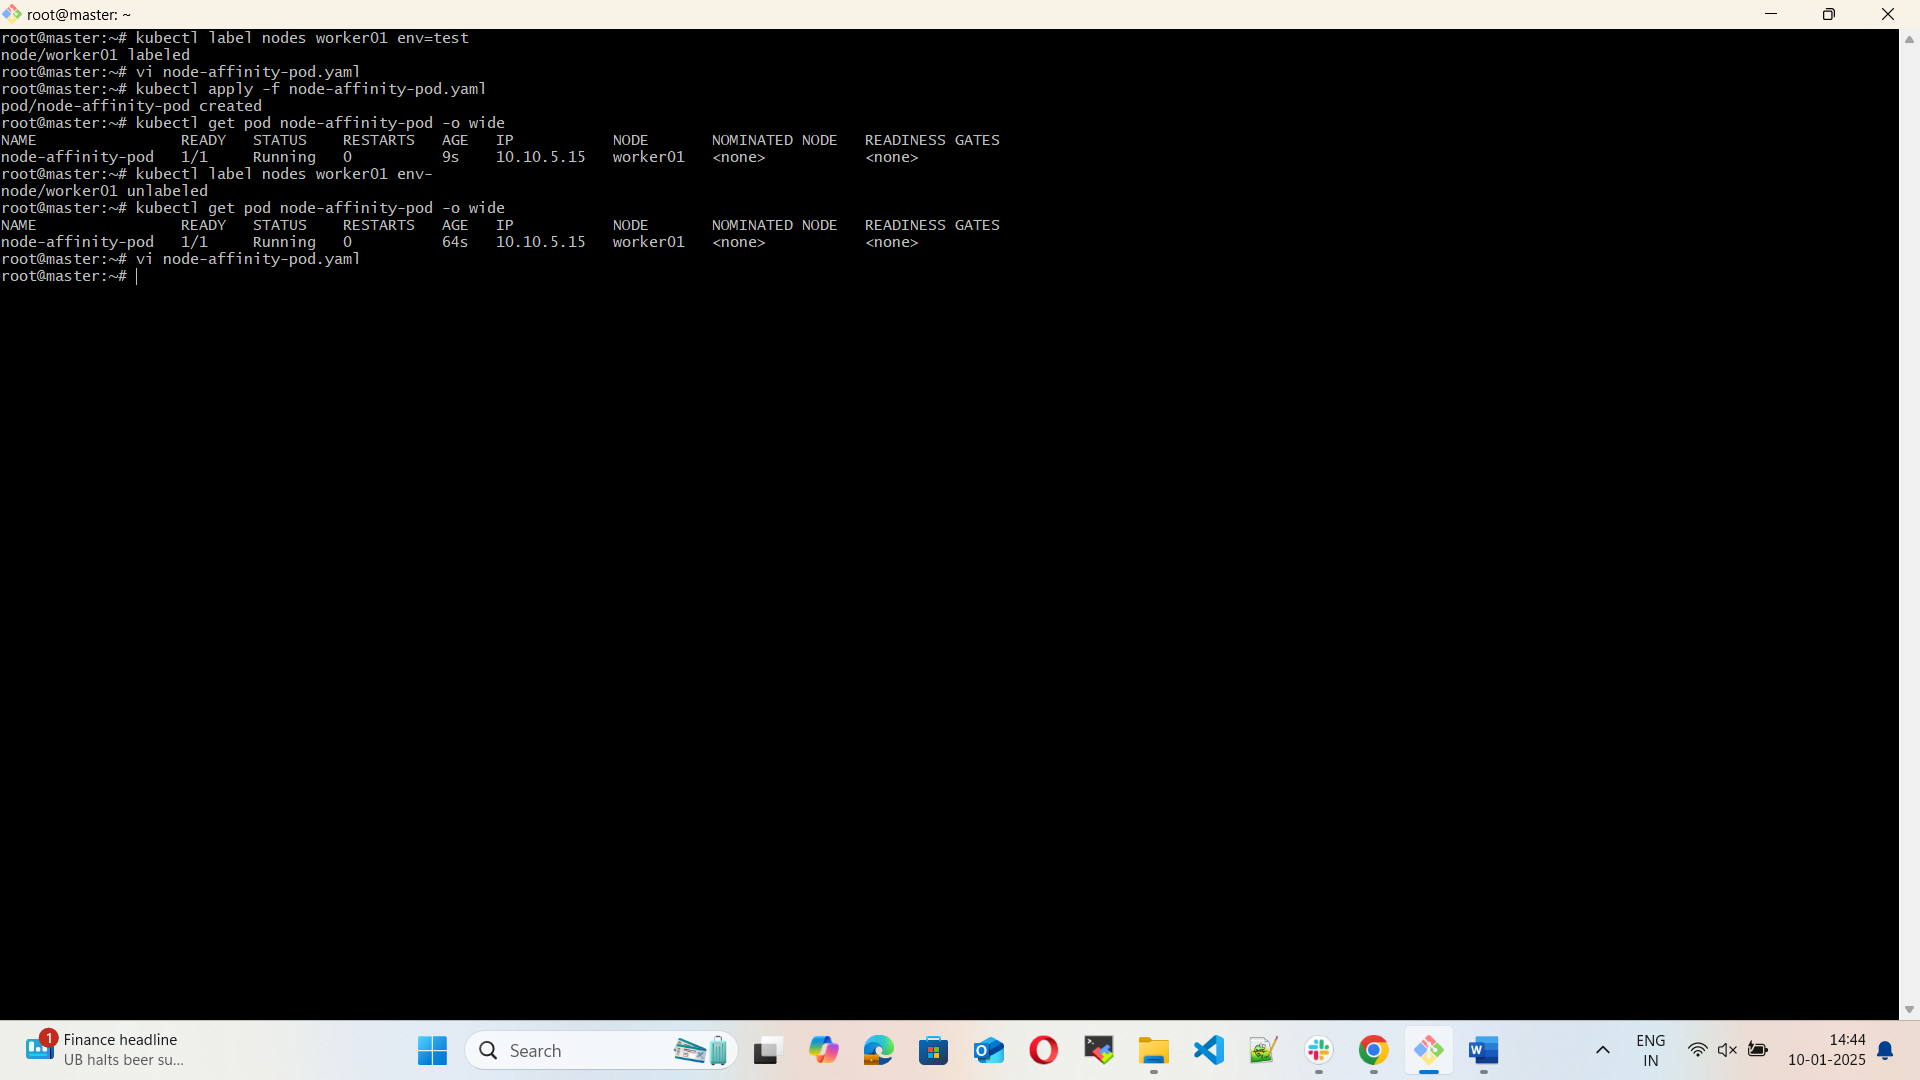 root@master: ~
root@master:~# kubectl label nodes worker01 env=test
node/worker01 labeled
root@master:~# vi node-affinity-pod.yaml
root@master:~# kubectl apply -f node-affinity-pod.yaml
pod/node-affinity-pod created
root@master:~# kubectl get pod node-affinity-pod -o wide
NAME                READY   STATUS    RESTARTS   AGE   IP           NODE       NOMINATED NODE   READINESS GATES
node-affinity-pod   1/1     Running   0          9s    10.10.5.15   worker01   <none>           <none>
root@master:~# kubectl label nodes worker01 env-
node/worker01 unlabeled
root@master:~# kubectl get pod node-affinity-pod -o wide
NAME                READY   STATUS    RESTARTS   AGE   IP           NODE       NOMINATED NODE   READINESS GATES
node-affinity-pod   1/1     Running   0          64s   10.10.5.15   worker01   <none>           <none>
root@master:~# vi node-affinity-pod.yaml
root@master:~#
1
Finance headline
UB halts beer su...
Search
ENG
IN
14:44
10-01-2025